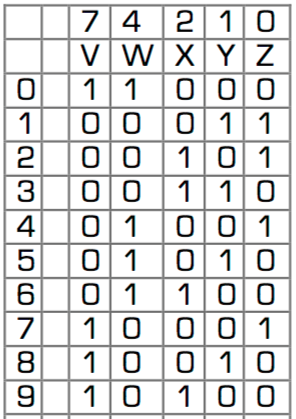 7 4 2 1 0
V W X Y Z
0 1 1 0 0 0
1 0 0 0 1 1
2 0 0 1 0 1
3 0 0 1 1 0
4 0 1 0 0 1
5 0 1 0 1 0
6 0 1 1 0 0
7 1 0 0 0 1
8 1 0 0 1 0
9 1 0 1 0 0